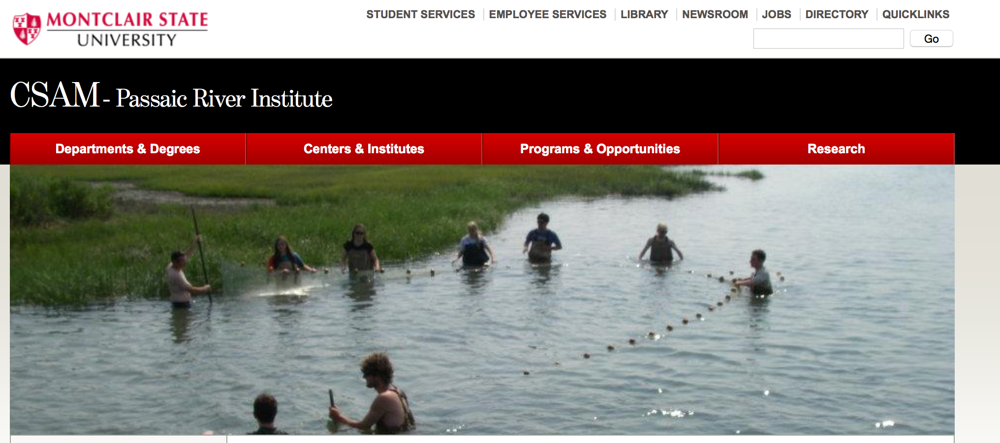 MONTCLAIR STATE
UNIVERSITY
STUDENT SERVICES EMPLOYEE SERVICES LIBRARY NEWSROOM JOBS DIRECTORY QUICKLINKS
Go
CSAM - Passaic River Institute
Departments & Degrees Centers & Institutes Programs & Opportunities Research